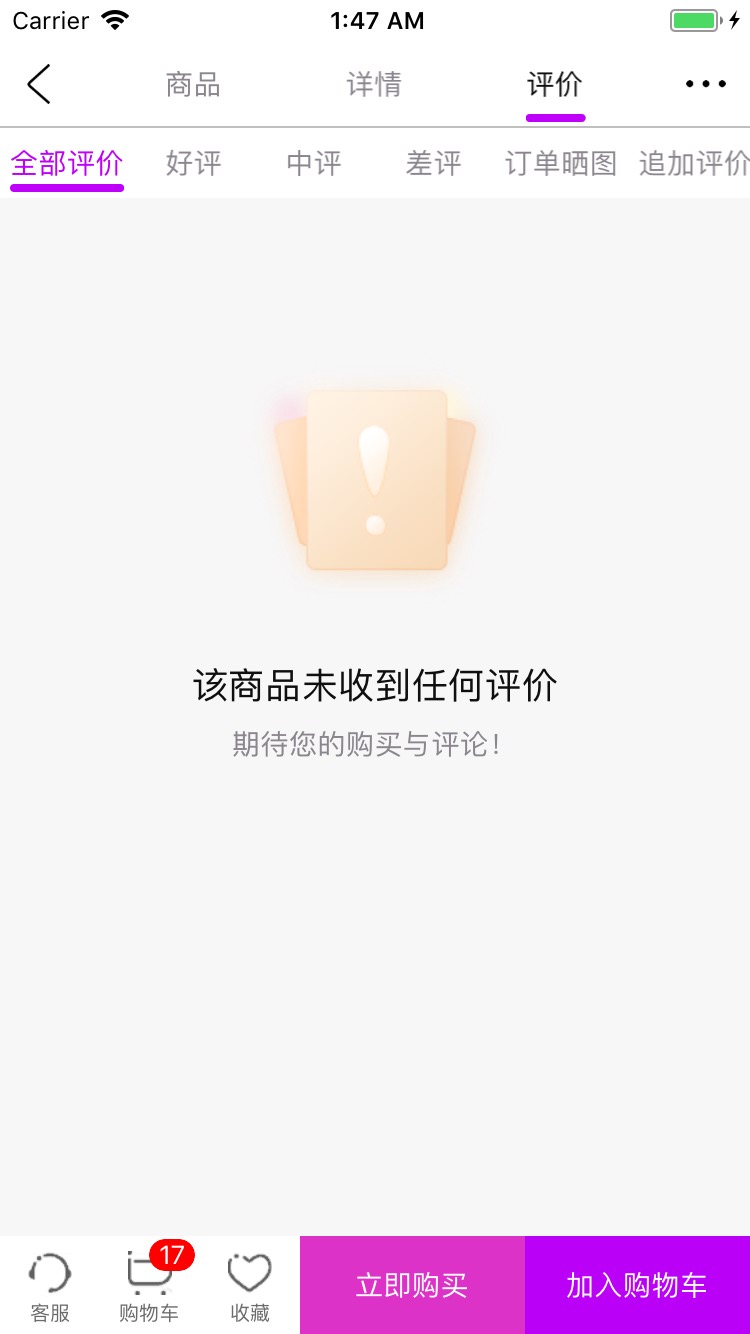 Carrier 1:47 AM
商品 详情 评价
全部评价 好评 中评 差评 订单晒图 追加评价
该商品未收到任何评价
期待您的购买与评论！
17
客服 购物车 收藏 立即购买 加入购物车